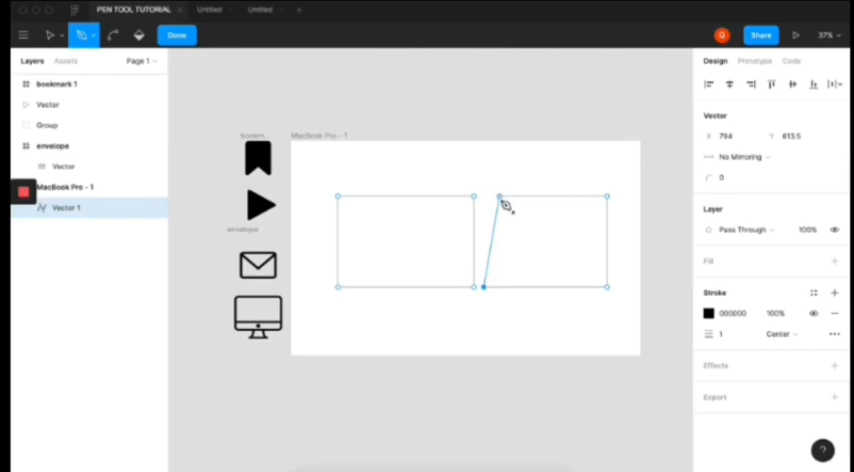 PEN TOOL TUTORIAL
Untitled
Untitled
Done
Q
Share
37%
Layers
Assets
Page 1
bookmark 1
Vector
Group
envelope
Vector
MacBook Pro - 1
Vector 1
bookm...
MacBook Pro - 1
envelope
Design
Prototype
Code
Vector
X 794
Y 613.5
No Mirroring
0
Layer
Pass Through
100%
Fill
Stroke
000000
100%
1
Center
Effects
Export
?